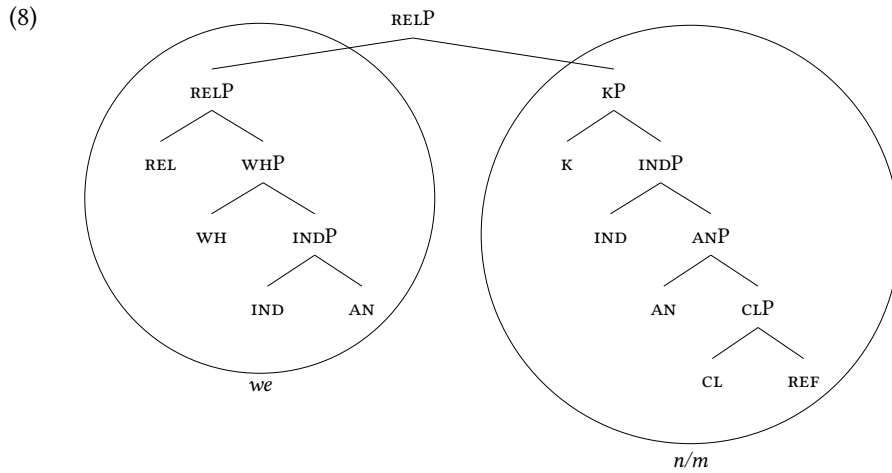 (8)
RELP
RELP KP
REL WHP K INDP
WH INDP IND ANP
IND AN AN CLP
we CL REF
n/m